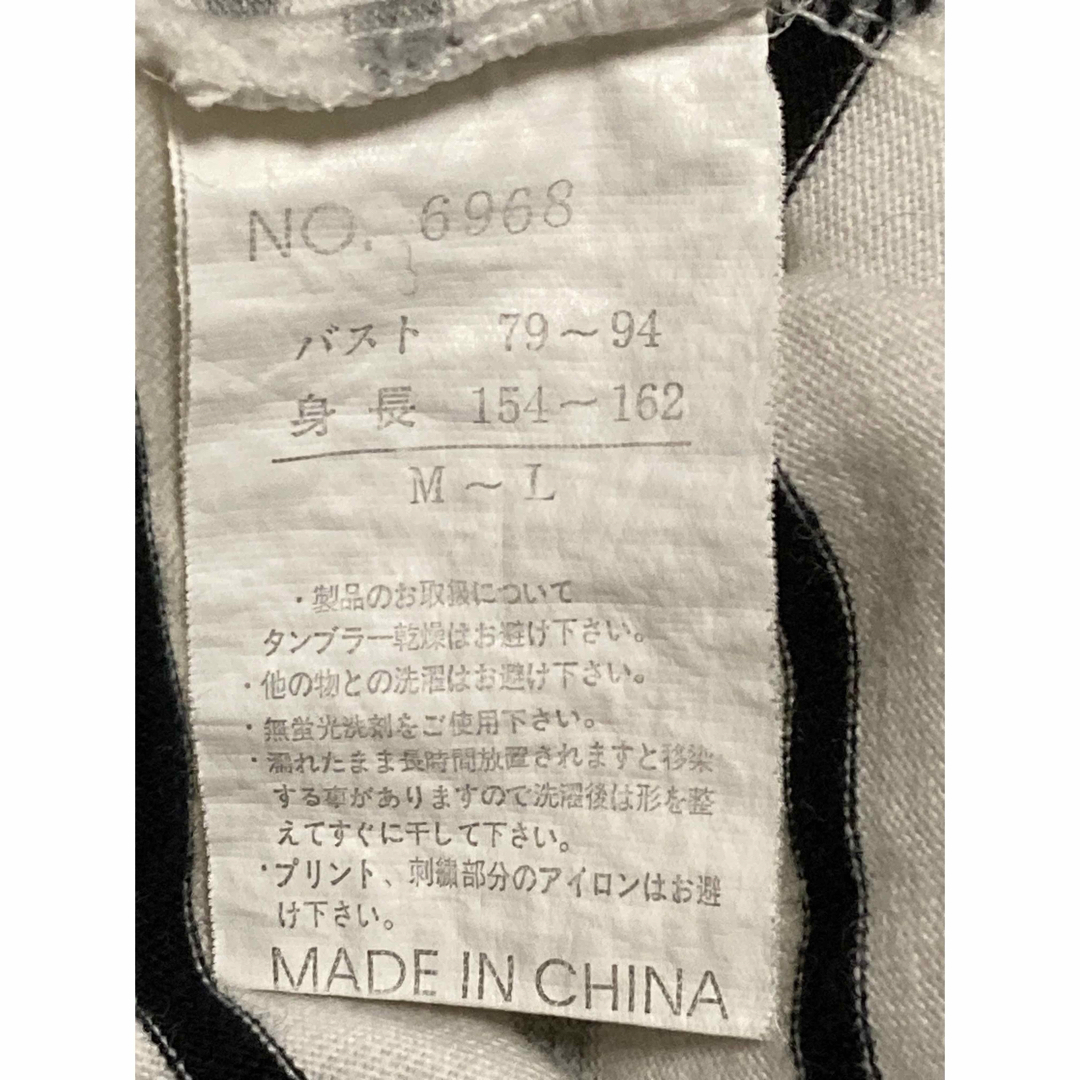 NO. 6968
バスト 79～94
身長 154～162
M～L
・製品のお取扱について
タンブラー乾燥はお避け下さい。
・他の物との洗濯はお避け下さい。
・無蛍光洗剤をご使用下さい。
・濡れたまま長時間放置されますと移染
する事がありますので洗濯後は形を整
えてすぐに干して下さい。
・プリント、刺繍部分のアイロンはお避
け下さい。
MADE IN CHINA